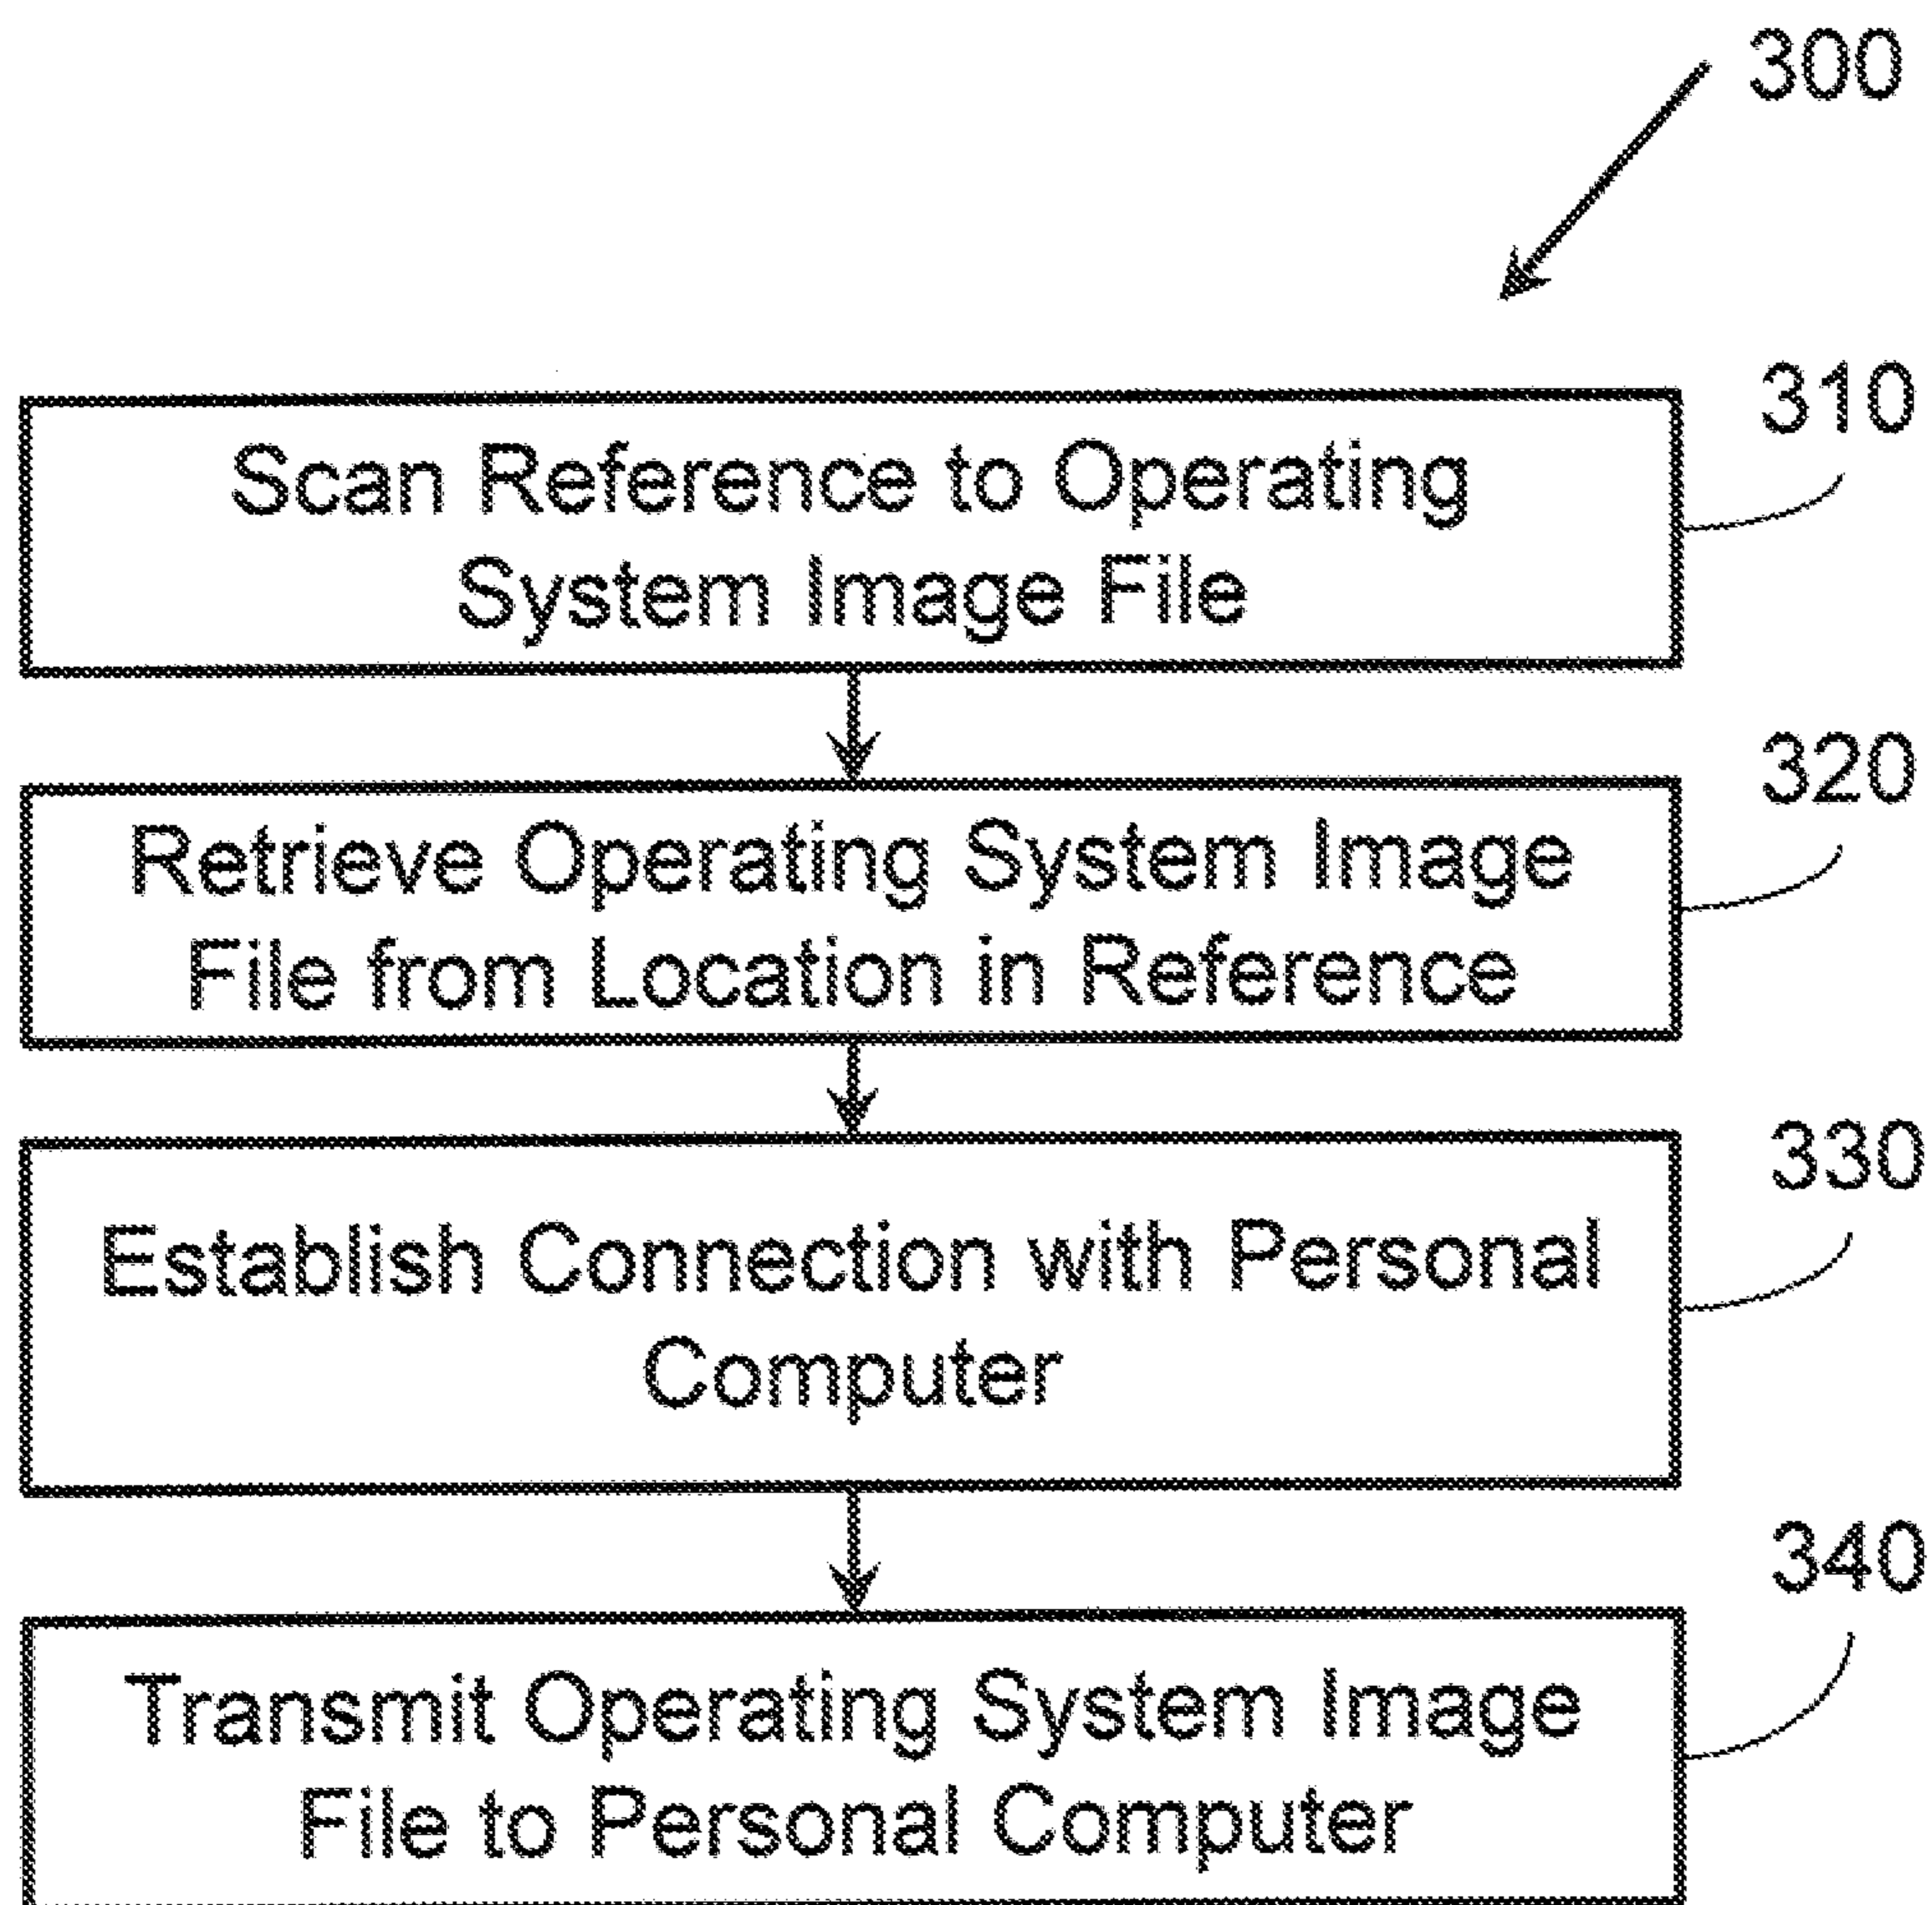 300
310
Scan Reference to Operating
System Image File
320
Retrieve Operating System Image
File from Location in Reference
330
Establish Connection with Personal
Computer
340
Transmit Operating System Image
File to Personal Computer